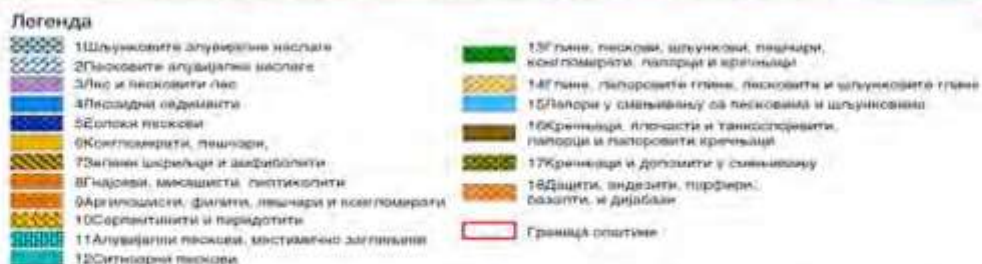 Легенда
1Шљунковите алувијалне наслаге
2Песковите алувијалне наслаге
3Лес и песковити лес
4Лесоидни седименти
5Еолски пескови
6Конгломерати, пешчари,
7Зелени шкриљци и амфиболити
8Гнајсеви, микашисти, лептинолити
9Аргилошисти, филити, пешчари и конгломерати
10Серпентинити и перидотити
11Алувијални пескови, местимично заглињени
12Ситнозрни пескови
13Глине, пескови, шљункови, пешчари,
конгломерати, лапорци и кречњаци
14Глине, лапоровите глине, песковите и шљунковите глине
15Лапори у смењивању са песковима и шљунковима
16Кречњаци, плочасти и танкослојевити,
лапорци и лапоровити кречњаци
17Кречњаци и доломити у смењивању
18Дацити, андезити, порфири,
базалти, и дијабази
Граница општине